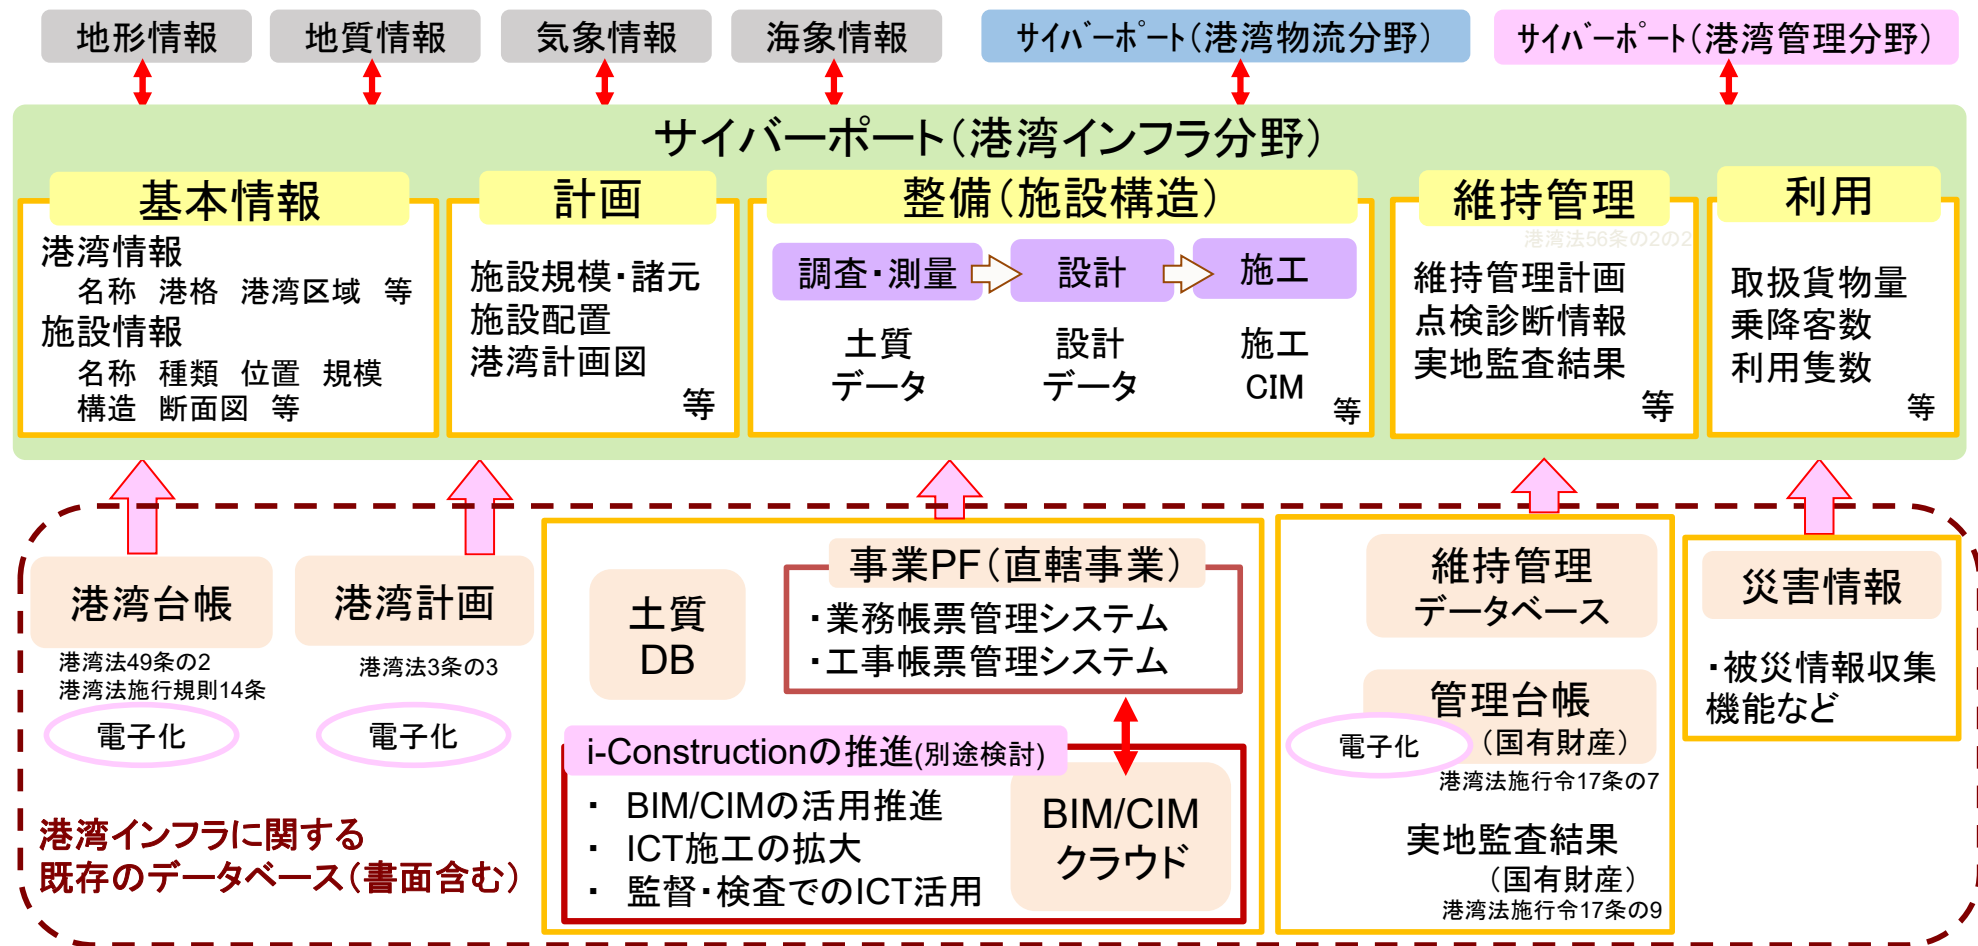 地形情報
地質情報
気象情報
海象情報
サイバーポート(港湾物流分野)
サイバーポート(港湾管理分野)
サイバーポート(港湾インフラ分野)
基本情報
港湾情報
名称 港格 港湾区域 等
施設情報
名称 種類 位置 規模
構造 断面図 等
計画
施設規模・諸元
施設配置
港湾計画図
等
整備(施設構造)
調査・測量
設計
施工
土質
データ
設計
データ
施工
CIM
等
維持管理
港湾法56条の2の2
維持管理計画
点検診断情報
実地監査結果
等
利用
取扱貨物量
乗降客数
利用隻数
等
港湾台帳
港湾法49条の2
港湾法施行規則14条
電子化
港湾計画
港湾法3条の3
電子化
港湾インフラに関する
既存のデータベース(書面含む)
土質
DB
事業PF(直轄事業)
・業務帳票管理システム
・工事帳票管理システム
i-Constructionの推進(別途検討)
・ BIM/CIMの活用推進
・ ICT施工の拡大
・ 監督・検査でのICT活用
BIM/CIM
クラウド
維持管理
データベース
管理台帳
(国有財産)
電子化
港湾法施行令17条の7
実地監査結果
(国有財産)
港湾法施行令17条の9
災害情報
・被災情報収集
機能など